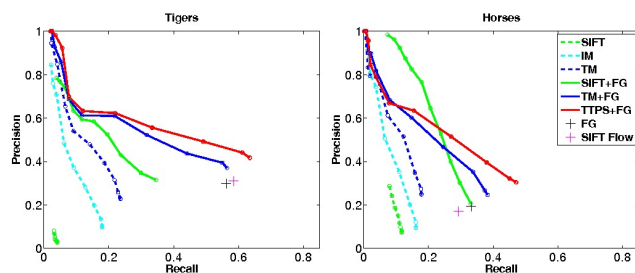 Tigers
Horses
1
0.8
0.6
0.4
0.2
0
Precision
0
0.2
0.4
0.6
0.8
Recall
1
0.8
0.6
0.4
0.2
0
Precision
0
0.2
0.4
0.6
0.8
Recall
SIFT
IM
TM
SIFT+FG
TM+FG
TTPS+FG
FG
SIFT Flow